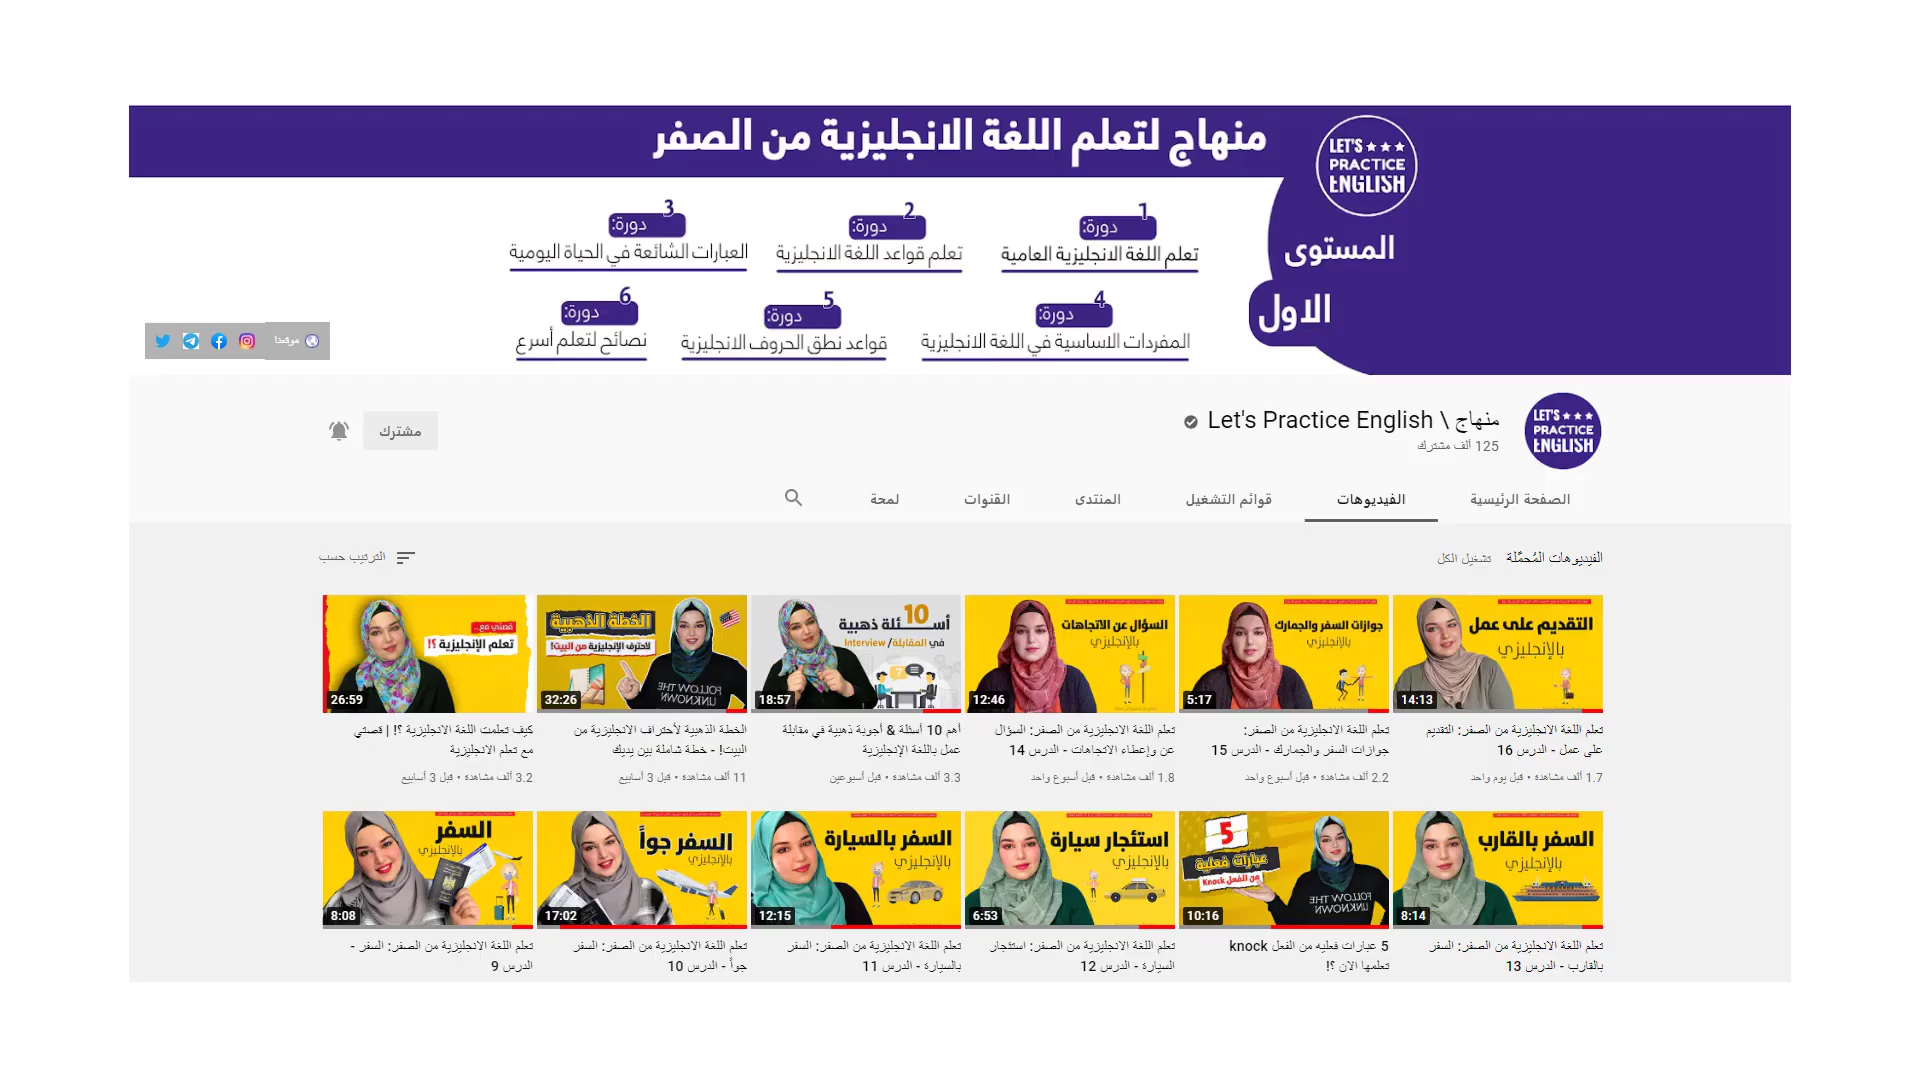 منهاج لتعلم اللغة الانجليزية من الصفر
LET'S
PRACTICE
ENGLISH
المستوى
الاول
دورة: 1
تعلم اللغة الانجليزية العامية
دورة: 2
تعلم قواعد اللغة الانجليزية
دورة: 3
العبارات الشائعة في الحياة اليومية
دورة: 4
المفردات الاساسية في اللغة الانجليزية
دورة: 5
قواعد نطق الحروف الانجليزية
دورة: 6
نصائح لتعلم أسرع
موقعنا
LET'S
PRACTICE
ENGLISH
منهاج \ Let's Practice English
125 ألف مشترك
مشترك
الصفحة الرئيسية
الفيديوهات
قوائم التشغيل
المنتدى
القنوات
لمحة
الفيديوهات المُحمَّلة
تشغيل الكل
الترتيب حسب
التقديم على عمل
بالإنجليزي
14:13
تعلم اللغة الانجليزية من الصفر: التقديم
على عمل - الدرس 16
1.7 ألف مشاهدة • قبل يوم واحد
جوازات السفر والجمارك
بالإنجليزي
5:17
تعلم اللغة الانجليزية من الصفر:
جوازات السفر والجمارك - الدرس 15
2.2 ألف مشاهدة • قبل أسبوع واحد
السؤال عن الاتجاهات
بالإنجليزي
12:46
تعلم اللغة الانجليزية من الصفر: السؤال
عن وإعطاء الاتجاهات - الدرس 14
1.8 ألف مشاهدة • قبل أسبوع واحد
10
أسـئلة ذهبية
في المقابلة/ Interview
18:57
أهم 10 أسئلة & أجوبة ذهبية في مقابلة
عمل باللغة الإنجليزية
3.3 ألف مشاهدة • قبل أسبوعين
الخطة الذهبية
لاحتراف الإنجليزية من البيت!
FOLLOW THE
UNKNOWN
32:26
الخطة الذهبية لأحتراف الانجليزية من
البيت! - خطة شاملة بين يديك
11 ألف مشاهدة • قبل 3 أسابيع
قصتي مع..
تعلم الإنجليزية ؟!
26:59
كيف تعلمت اللغة الانجليزية ؟! | قصتي
مع تعلم الانجليزية
3.2 ألف مشاهدة • قبل 3 أسابيع
السفر بالقارب
بالإنجليزي
8:14
تعلم اللغة الانجليزية من الصفر: السفر
بالقارب - الدرس 13
5
عبارات فعلية
من الفعل Knock
FOLLOW THE
UNKNOWN
10:16
5 عبارات فعليه من الفعل knock
تعلمها الان ؟!
استئجار سيارة
بالإنجليزي
6:53
تعلم اللغة الانجليزية من الصفر: استئجار
السيارة - الدرس 12
السفر بالسيارة
بالإنجليزي
12:15
تعلم اللغة الانجليزية من الصفر: السفر
بالسيارة - الدرس 11
السفر جواً
بالإنجليزي
17:02
تعلم اللغة الانجليزية من الصفر: السفر
جواً - الدرس 10
السفر
بالإنجليزي
8:08
تعلم اللغة الانجليزية من الصفر: السفر -
الدرس 9